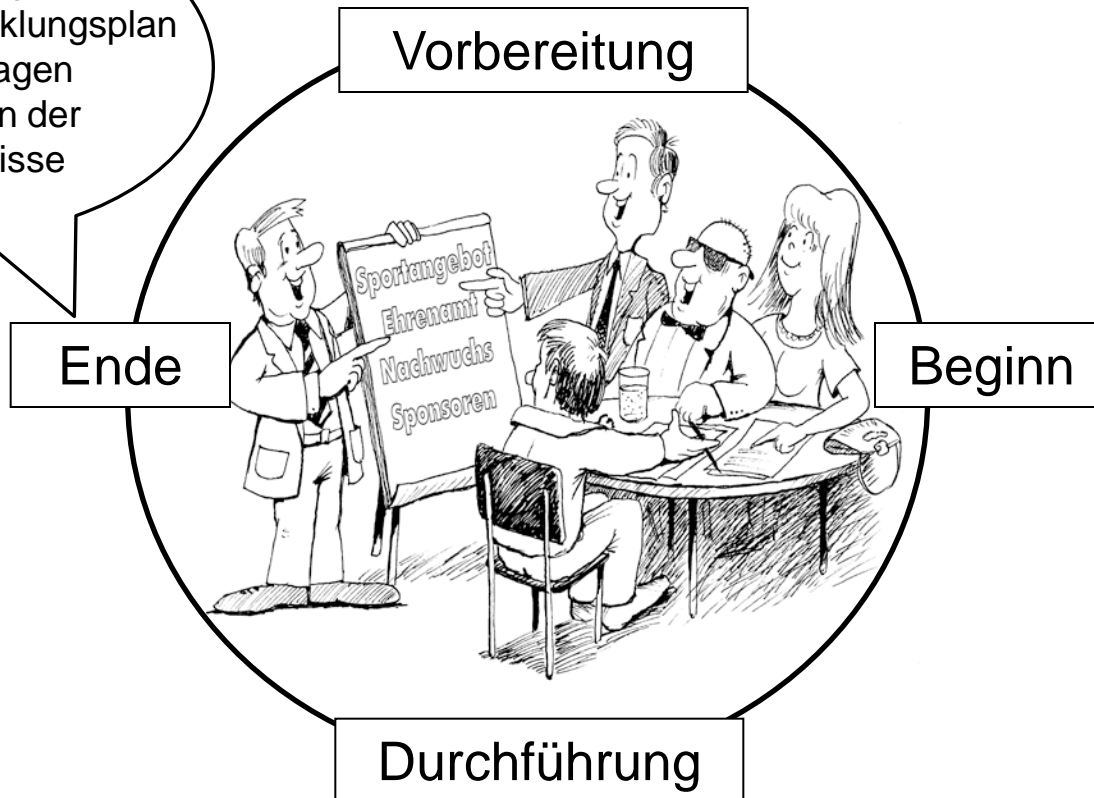 klungsplan
agen
n der
isse
Vorbereitung
Sportangebot
Ehrenamt
Nachwuchs
Sponsoren
Ende
Beginn
Durchführung